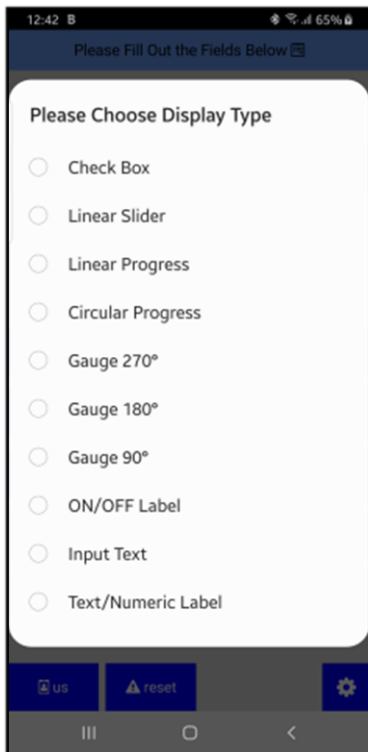 12:42 B 65%
Please Fill Out the Fields Below
Please Choose Display Type
Check Box
Linear Slider
Linear Progress
Circular Progress
Gauge 270°
Gauge 180°
Gauge 90°
ON/OFF Label
Input Text
Text/Numeric Label
us reset